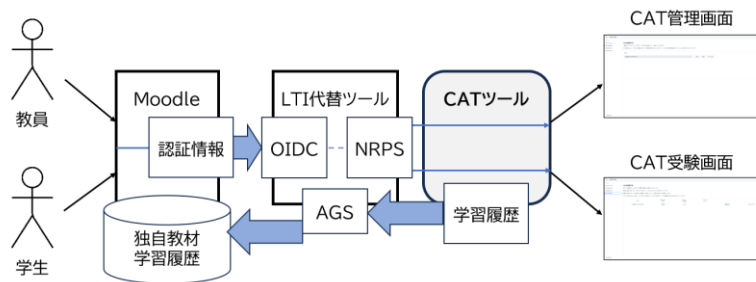 CAT管理画面
教員
Moodle
LTI代替ツール
CATツール
認証情報
OIDC
NRPS
CAT受験画面
AGS
学習履歴
独自教材
学習履歴
学生